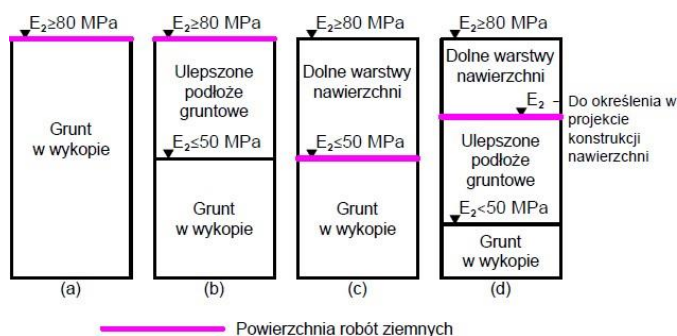 E₂≥80 MPa
E₂≥80 MPa
E₂≥80 MPa
E₂≥80 MPa
Grunt
w wykopie
(a)
Ulepszone
podłoże
gruntowe
E₂≤50 MPa
Grunt
w wykopie
(b)
Dolne warstwy
nawierzchni
E₂≤50 MPa
Grunt
w wykopie
(c)
Dolne warstwy
nawierzchni
E₂
Ulepszone
podłoże
gruntowe
E₂<50 MPa
Grunt
w wykopie
(d)
– Do określenia w
projekcie
konstrukcji
nawierzchni
Powierzchnia robót ziemnych